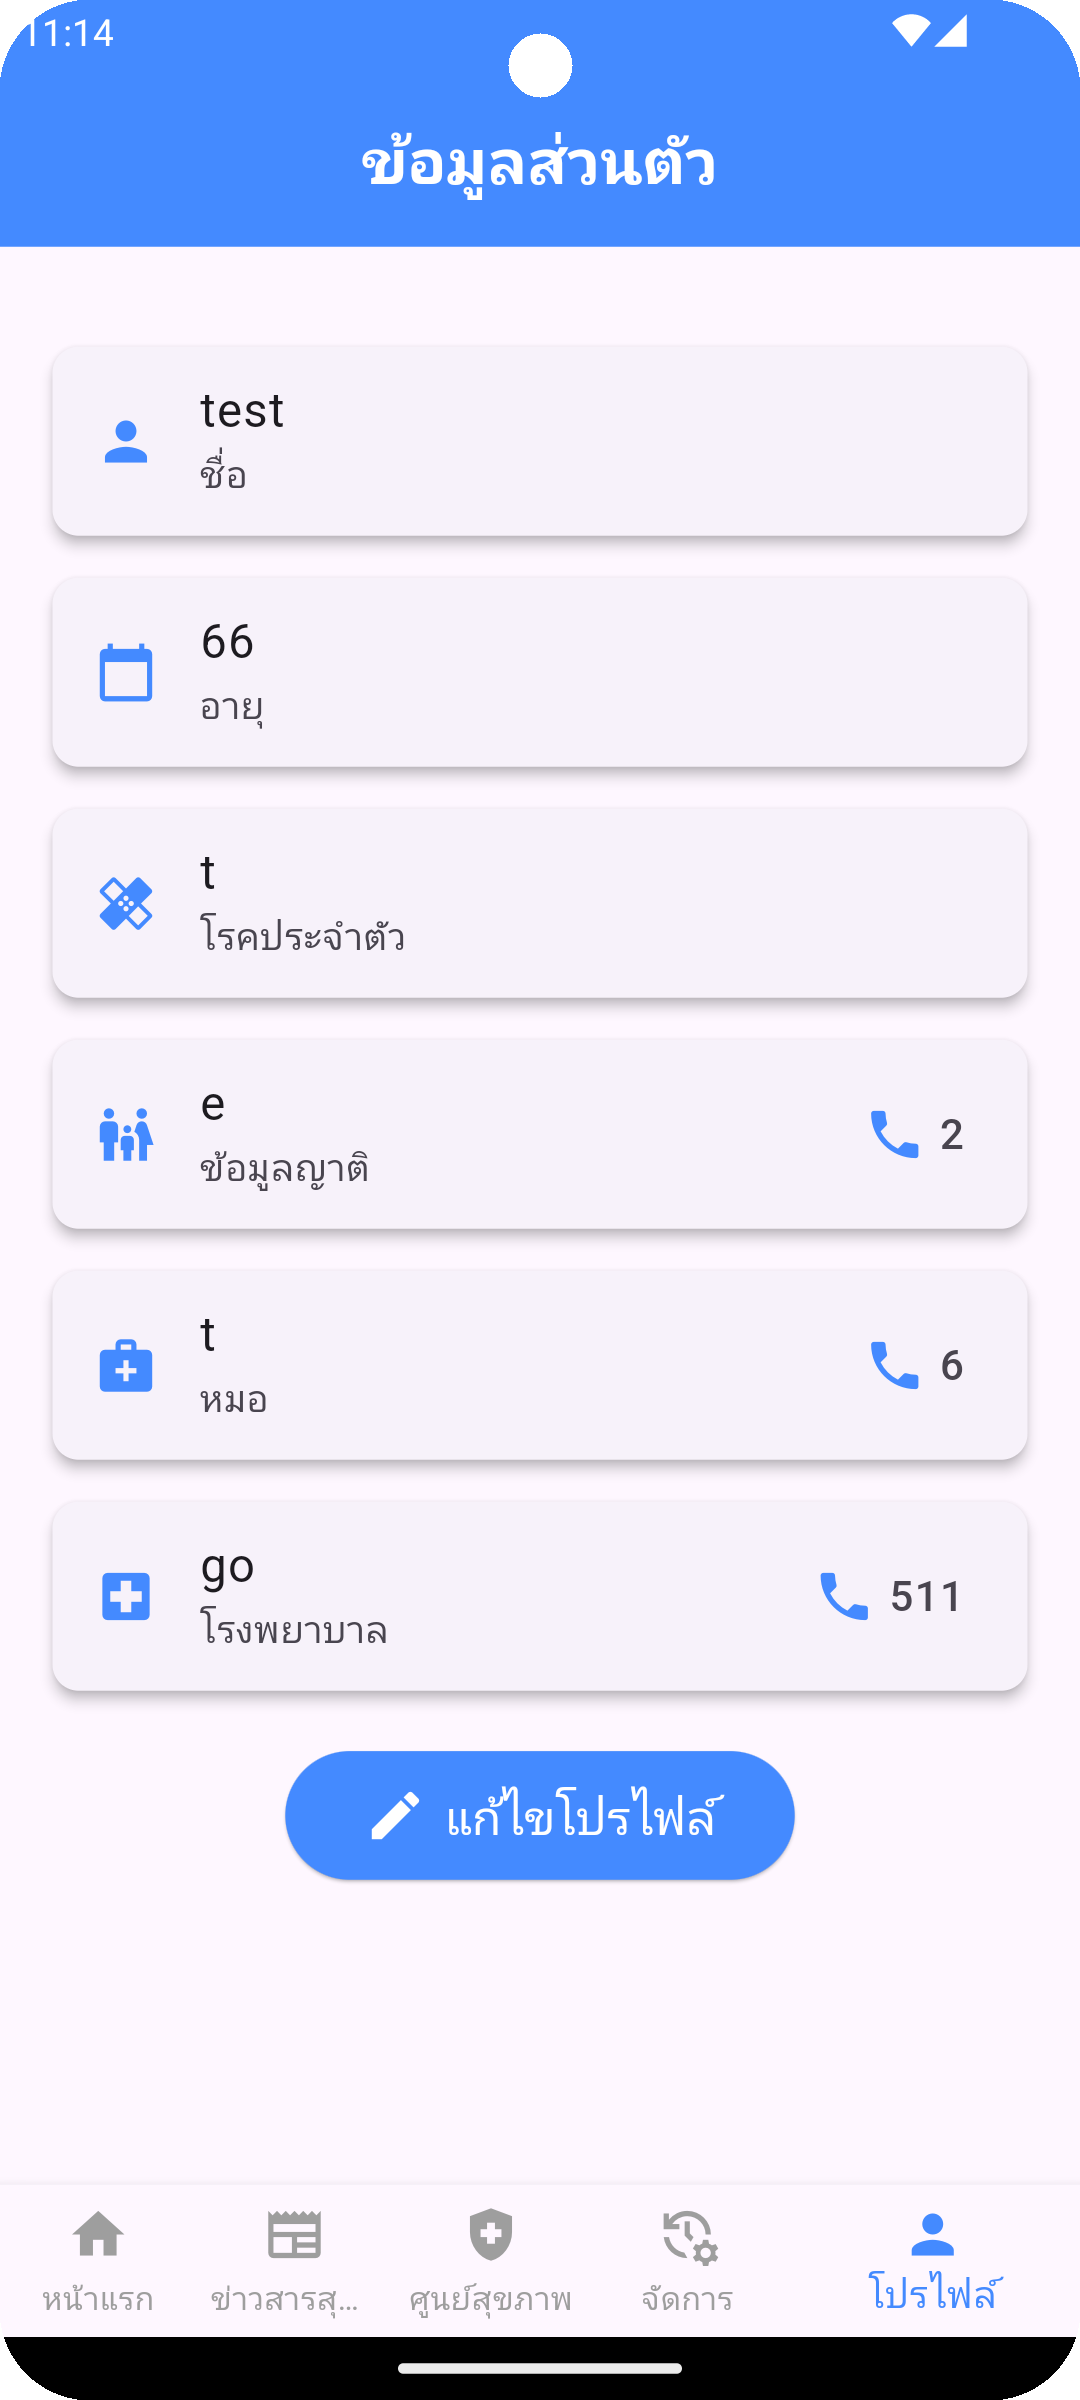 11:14
ข้อมูลส่วนตัว
test
ชื่อ
66
อายุ
t
โรคประจำตัว
e
ข้อมูลญาติ
2
t
หมอ
6
go
โรงพยาบาล
511
แก้ไขโปรไฟล์
หน้าแรก
ข่าวสารสุ...
ศูนย์สุขภาพ
จัดการ
โปรไฟล์